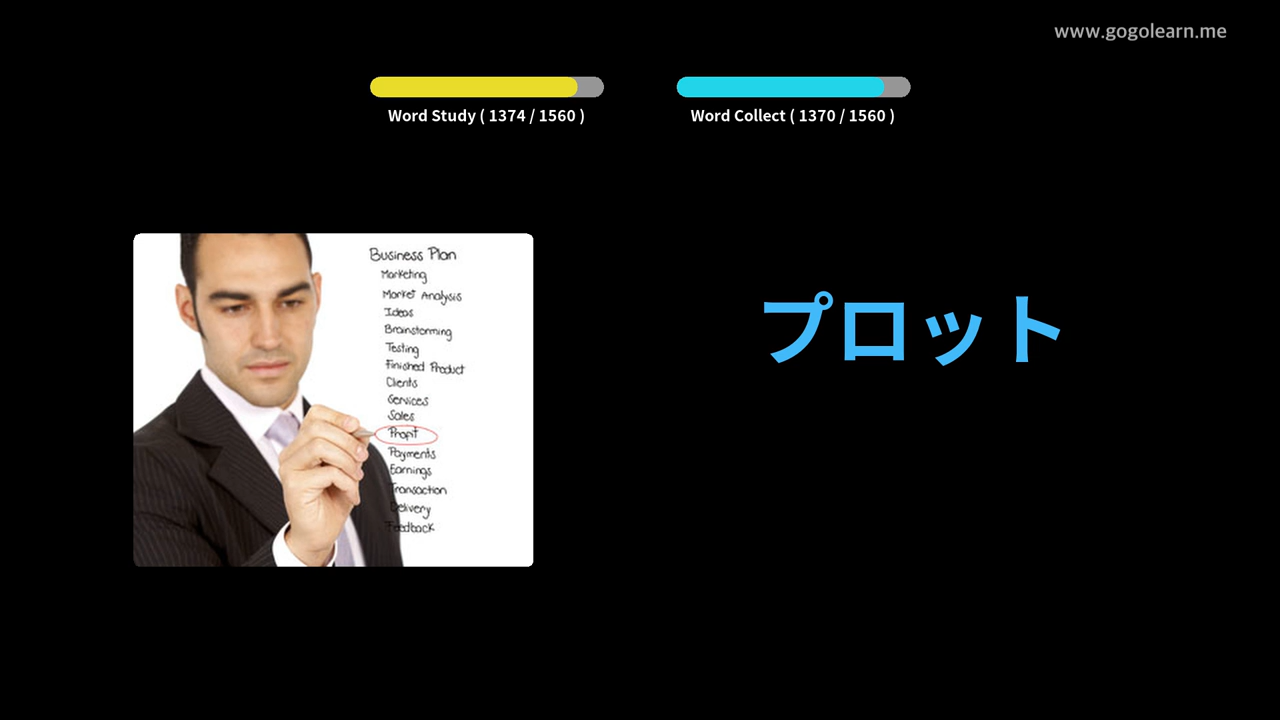 www.gogolearn.me
Word Study ( 1374 / 1560 )
Word Collect ( 1370 / 1560 )
Business Plan
Marketing
Market Analysis
Ideas
Brainstorming
Testing
Finished Product
Clients
Services
Sales
Profit
Payments
Earnings
Transaction
Delivery
Feedback
プロット